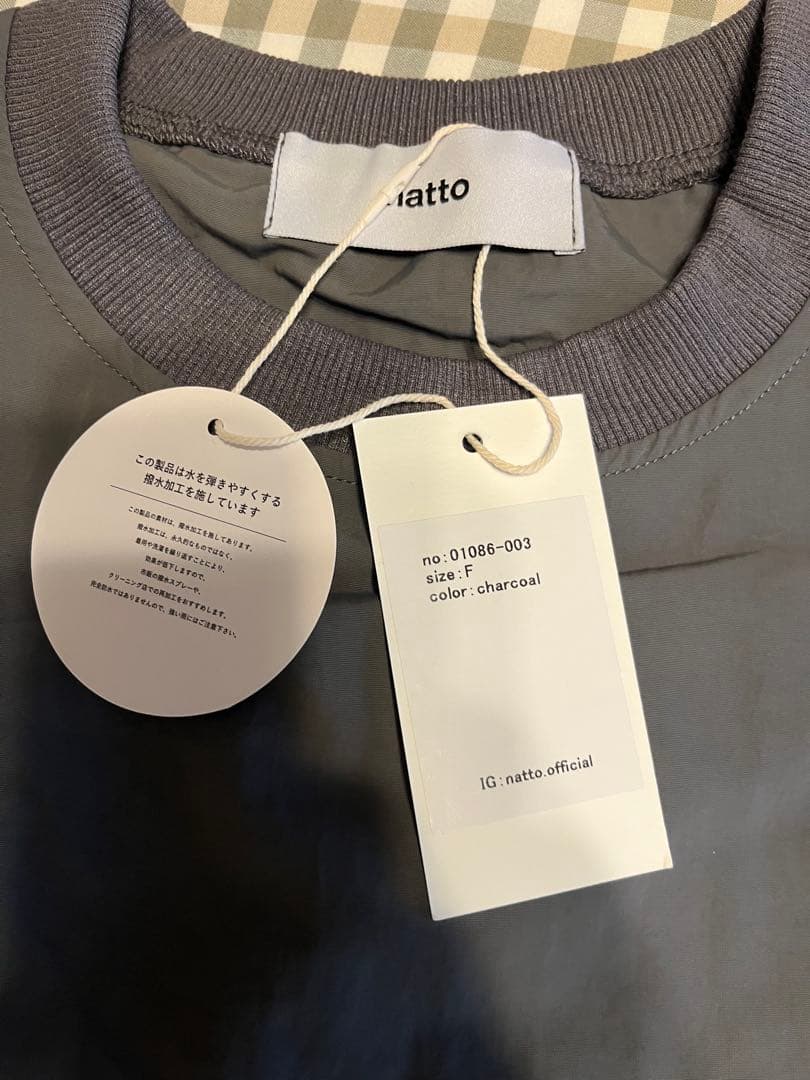 natto
この製品は水を弾きやすくする
撥水加工を施しています
この製品の素材は、撥水加工を施してあります。
撥水加工は、永久的なものではなく、
着用や洗濯を繰り返すことにより、
効果が低下しますので、
市販の撥水スプレーや、
クリーニング店での再加工をおすすめします。
完全防水ではありませんので、強い雨にはご注意下さい。
no:01086-003
size:F
color:charcoal
IG:natto.official